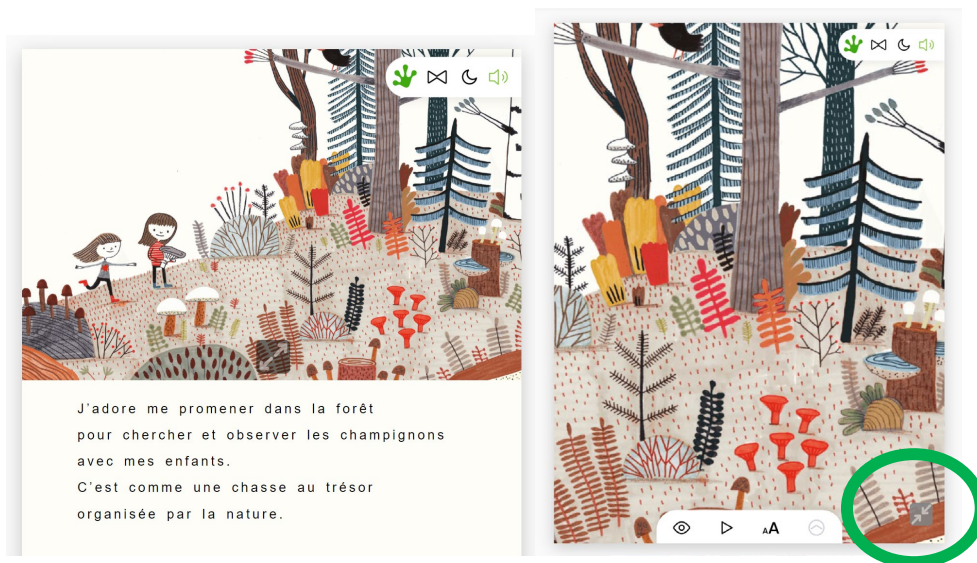 J'adore me promener dans la forêt
pour chercher et observer les champignons
avec mes enfants.
C'est comme une chasse au trésor
organisée par la nature.
AA